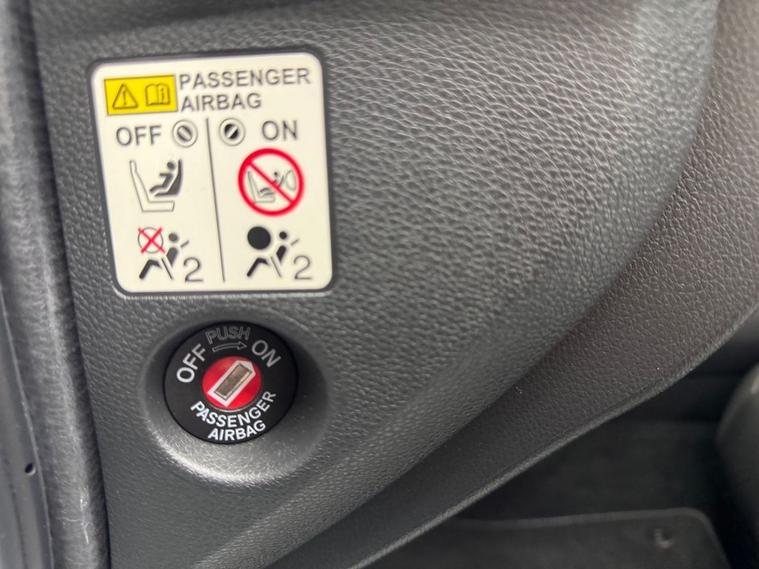 PASSENGER
AIRBAG
OFF ON
2 2
PUSH
OFF ON
PASSENGER
AIRBAG